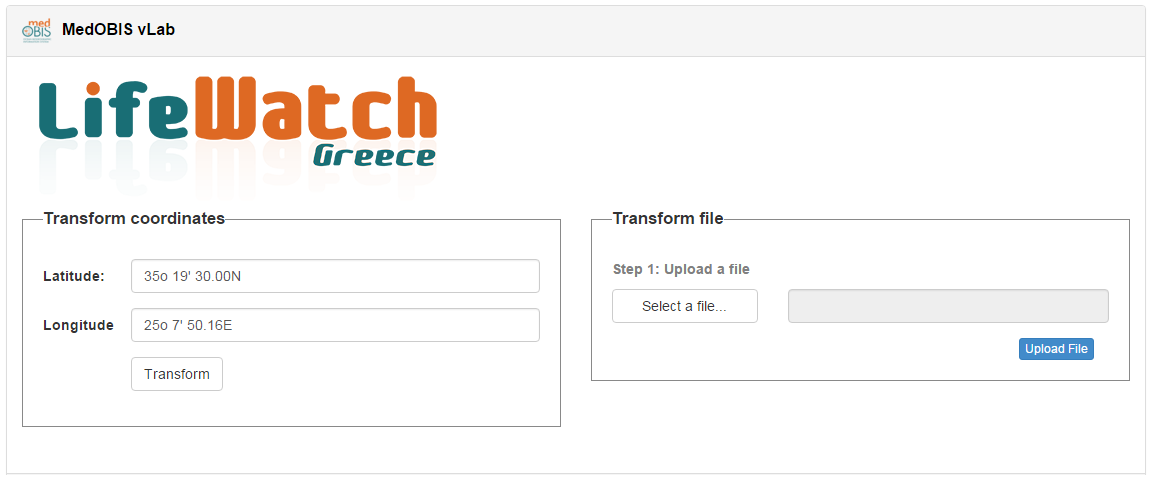 med
OBIS
MedOBIS vLab
LifeWatch
Greece
Transform coordinates
Latitude:
35o 19' 30.00N
Longitude
25o 7' 50.16E
Transform
Transform file
Step 1: Upload a file
Select a file...
Upload File